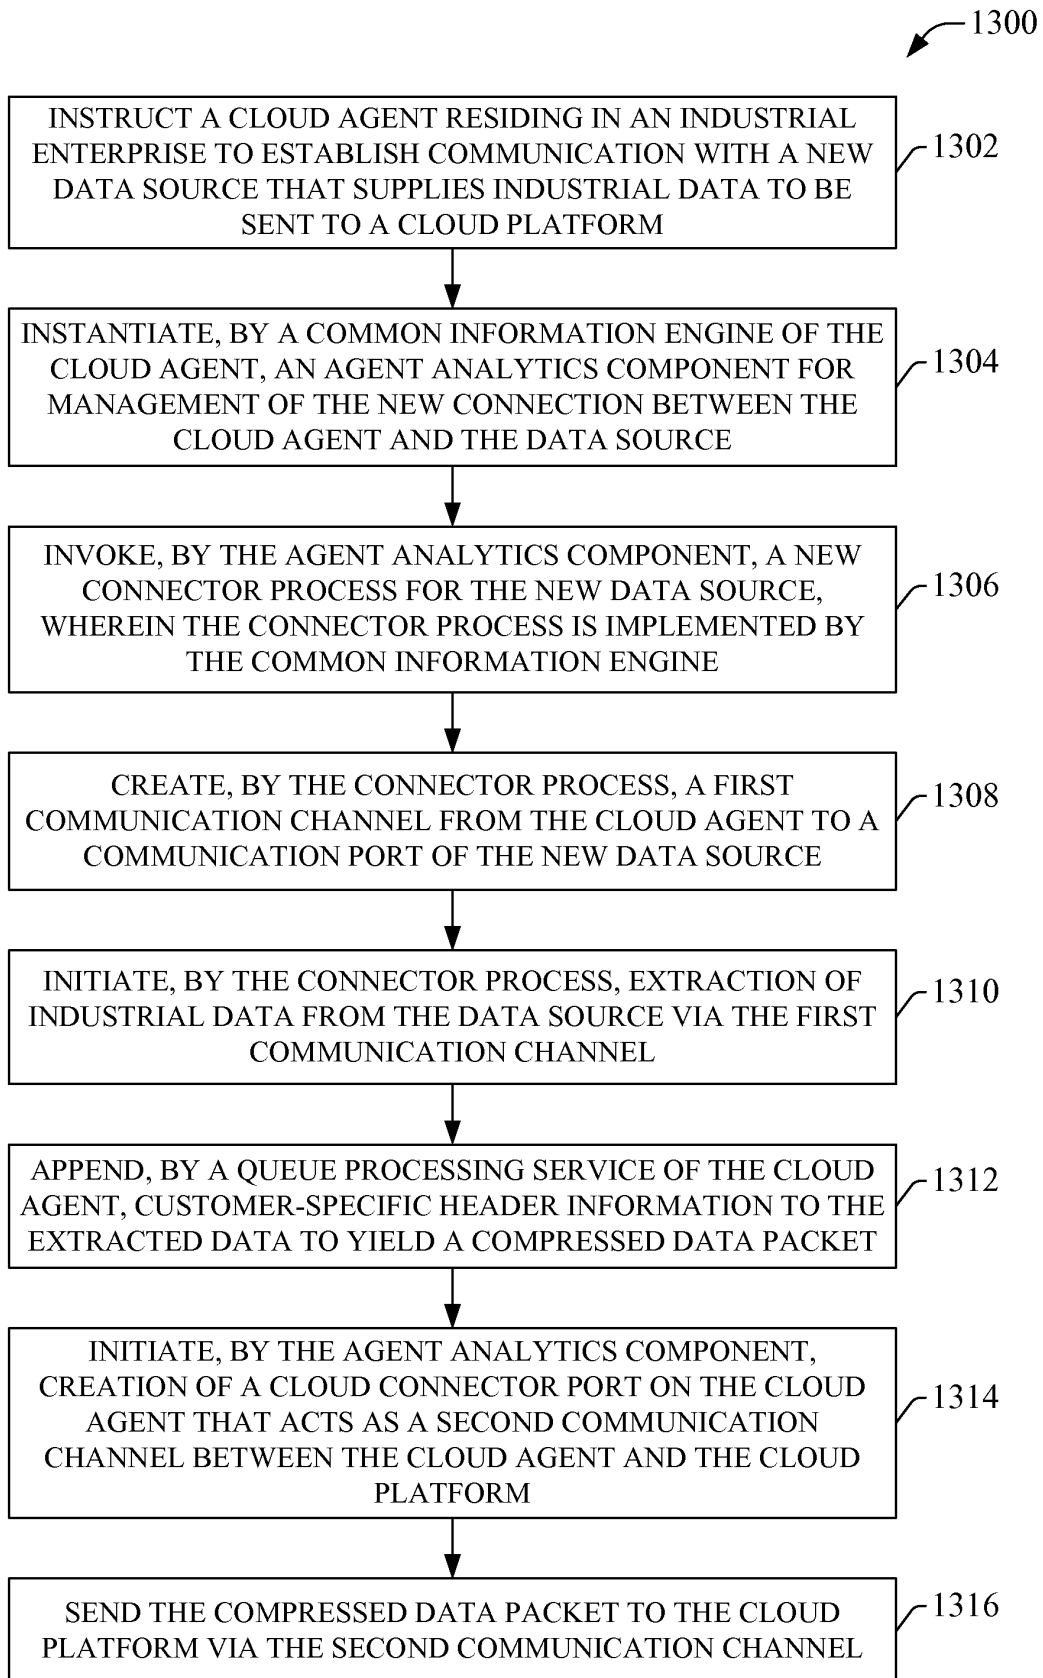 1300
INSTRUCT A CLOUD AGENT RESIDING IN AN INDUSTRIAL
ENTERPRISE TO ESTABLISH COMMUNICATION WITH A NEW
DATA SOURCE THAT SUPPLIES INDUSTRIAL DATA TO BE
SENT TO A CLOUD PLATFORM
1302
INSTANTIATE, BY A COMMON INFORMATION ENGINE OF THE
CLOUD AGENT, AN AGENT ANALYTICS COMPONENT FOR
MANAGEMENT OF THE NEW CONNECTION BETWEEN THE
CLOUD AGENT AND THE DATA SOURCE
1304
INVOKE, BY THE AGENT ANALYTICS COMPONENT, A NEW
CONNECTOR PROCESS FOR THE NEW DATA SOURCE,
WHEREIN THE CONNECTOR PROCESS IS IMPLEMENTED BY
THE COMMON INFORMATION ENGINE
1306
CREATE, BY THE CONNECTOR PROCESS, A FIRST
COMMUNICATION CHANNEL FROM THE CLOUD AGENT TO A
COMMUNICATION PORT OF THE NEW DATA SOURCE
1308
INITIATE, BY THE CONNECTOR PROCESS, EXTRACTION OF
INDUSTRIAL DATA FROM THE DATA SOURCE VIA THE FIRST
COMMUNICATION CHANNEL
1310
APPEND, BY A QUEUE PROCESSING SERVICE OF THE CLOUD
AGENT, CUSTOMER-SPECIFIC HEADER INFORMATION TO THE
EXTRACTED DATA TO YIELD A COMPRESSED DATA PACKET
1312
INITIATE, BY THE AGENT ANALYTICS COMPONENT,
CREATION OF A CLOUD CONNECTOR PORT ON THE CLOUD
AGENT THAT ACTS AS A SECOND COMMUNICATION
CHANNEL BETWEEN THE CLOUD AGENT AND THE CLOUD
PLATFORM
1314
SEND THE COMPRESSED DATA PACKET TO THE CLOUD
PLATFORM VIA THE SECOND COMMUNICATION CHANNEL
1316